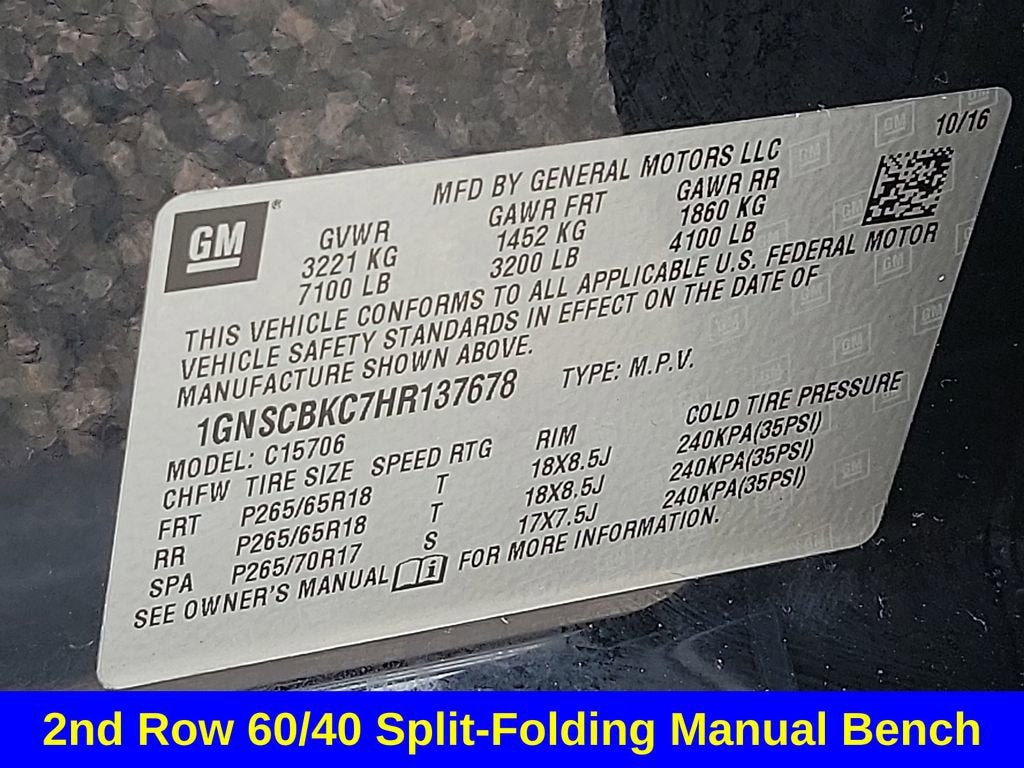 10/16
MFD BY GENERAL MOTORS LLC
GM®
GVWR GAWR FRT GAWR RR
3221 KG 1452 KG 1860 KG
7100 LB 3200 LB 4100 LB
THIS VEHICLE CONFORMS TO ALL APPLICABLE U.S. FEDERAL MOTOR
VEHICLE SAFETY STANDARDS IN EFFECT ON THE DATE OF
MANUFACTURE SHOWN ABOVE.
1GNSCBKC7HR137678 TYPE: M.P.V.
MODEL: C15706
CHFW TIRE SIZE SPEED RTG RIM COLD TIRE PRESSURE
FRT P265/65R18 T 18X8.5J 240KPA(35PSI)
RR P265/65R18 T 18X8.5J 240KPA(35PSI)
SPA P265/70R17 S 17X7.5J 240KPA(35PSI)
SEE OWNER'S MANUAL i FOR MORE INFORMATION.
2nd Row 60/40 Split-Folding Manual Bench